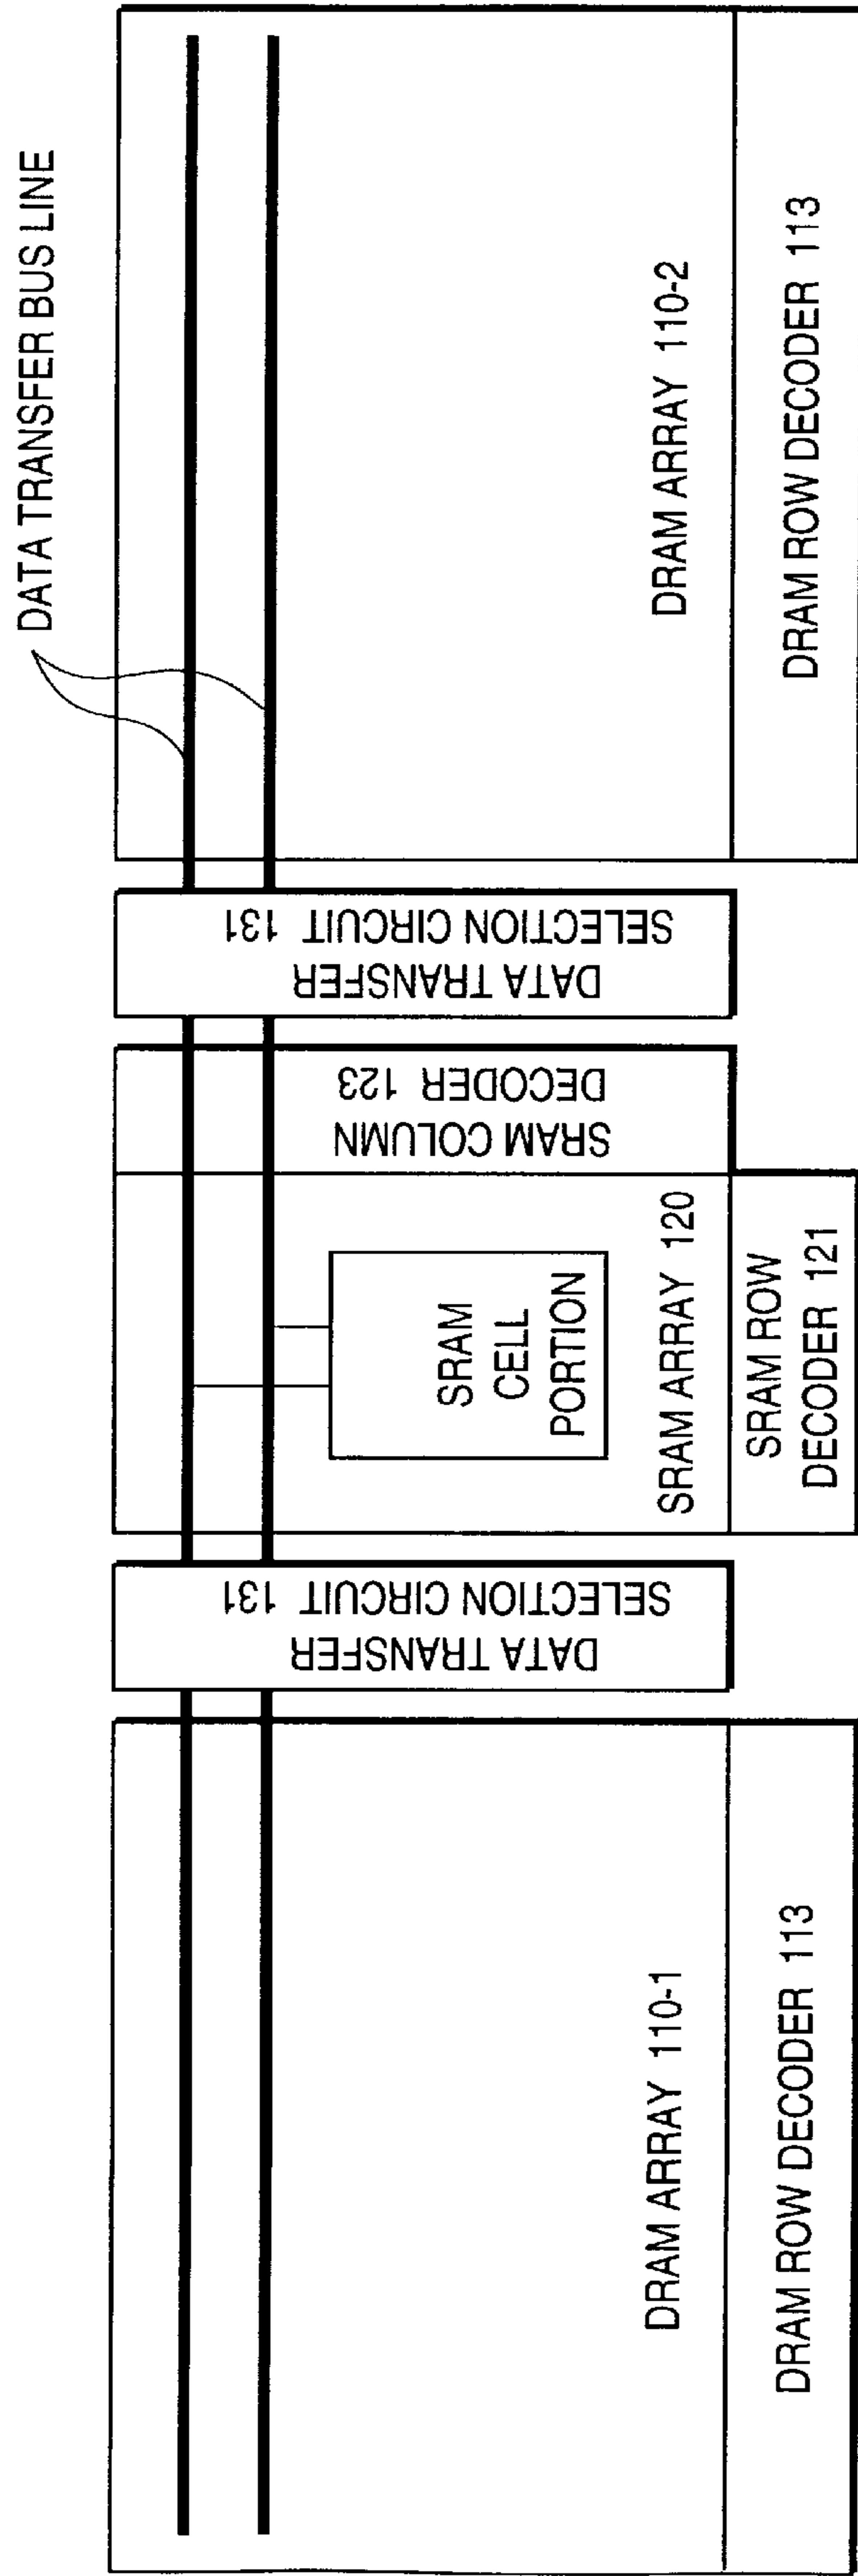 DATA TRANSFER BUS LINE
DRAM ARRAY 110-1
DRAM ROW DECODER 113
DATA TRANSFER
SELECTION CIRCUIT 131
SRAM
CELL
PORTION
SRAM ARRAY 120
SRAM ROW
DECODER 121
SRAM COLUMN
DECODER 123
DATA TRANSFER
SELECTION CIRCUIT 131
DRAM ARRAY 110-2
DRAM ROW DECODER 113